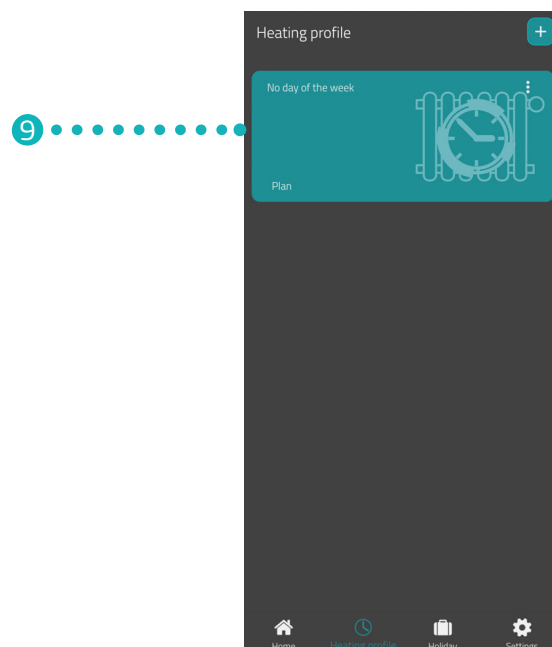 Heating profile
+
No day of the week
9
Plan
Home Heating profile Holiday Settings